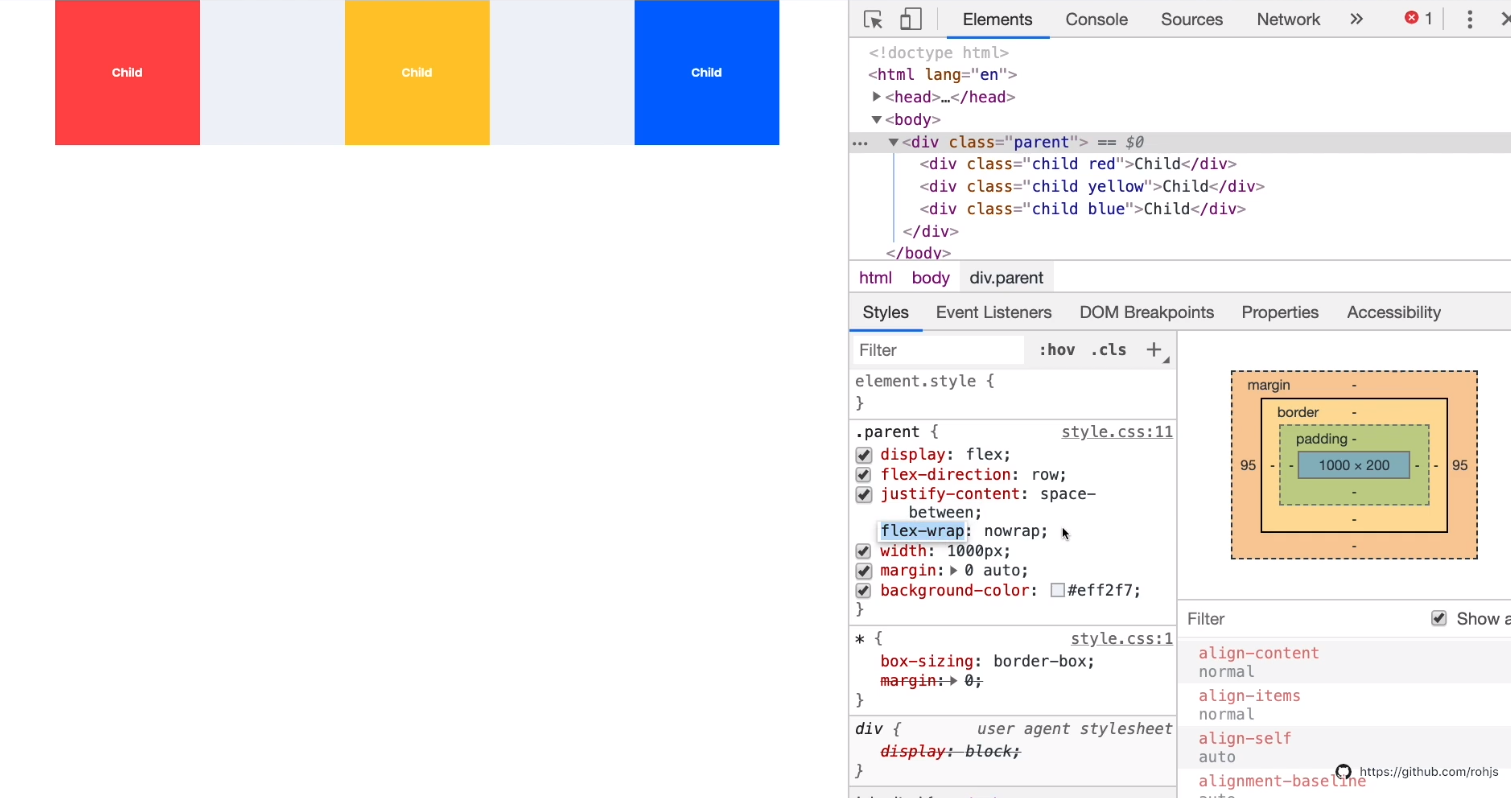 Child Child Child
Elements Console Sources Network 1
<!doctype html>
<html lang="en">
<head>…</head>
<body>
<div class="parent"> == $0
<div class="child red">Child</div>
<div class="child yellow">Child</div>
<div class="child blue">Child</div>
</div>
</body>
html body div.parent
Styles Event Listeners DOM Breakpoints Properties Accessibility
Filter :hov .cls
element.style {
}
.parent { style.css:11
display: flex;
flex-direction: row;
justify-content: space-
between;
flex-wrap: nowrap;
width: 1000px;
margin: 0 auto;
background-color: #eff2f7;
}
* { style.css:1
box-sizing: border-box;
margin: 0;
}
div { user agent stylesheet
display: block;
}
margin -
border -
padding -
95 - - 1000 × 200 - - 95
-
-
-
Filter Show a
align-content
normal
align-items
normal
align-self
auto
alignment-baseline
https://github.com/rohjs